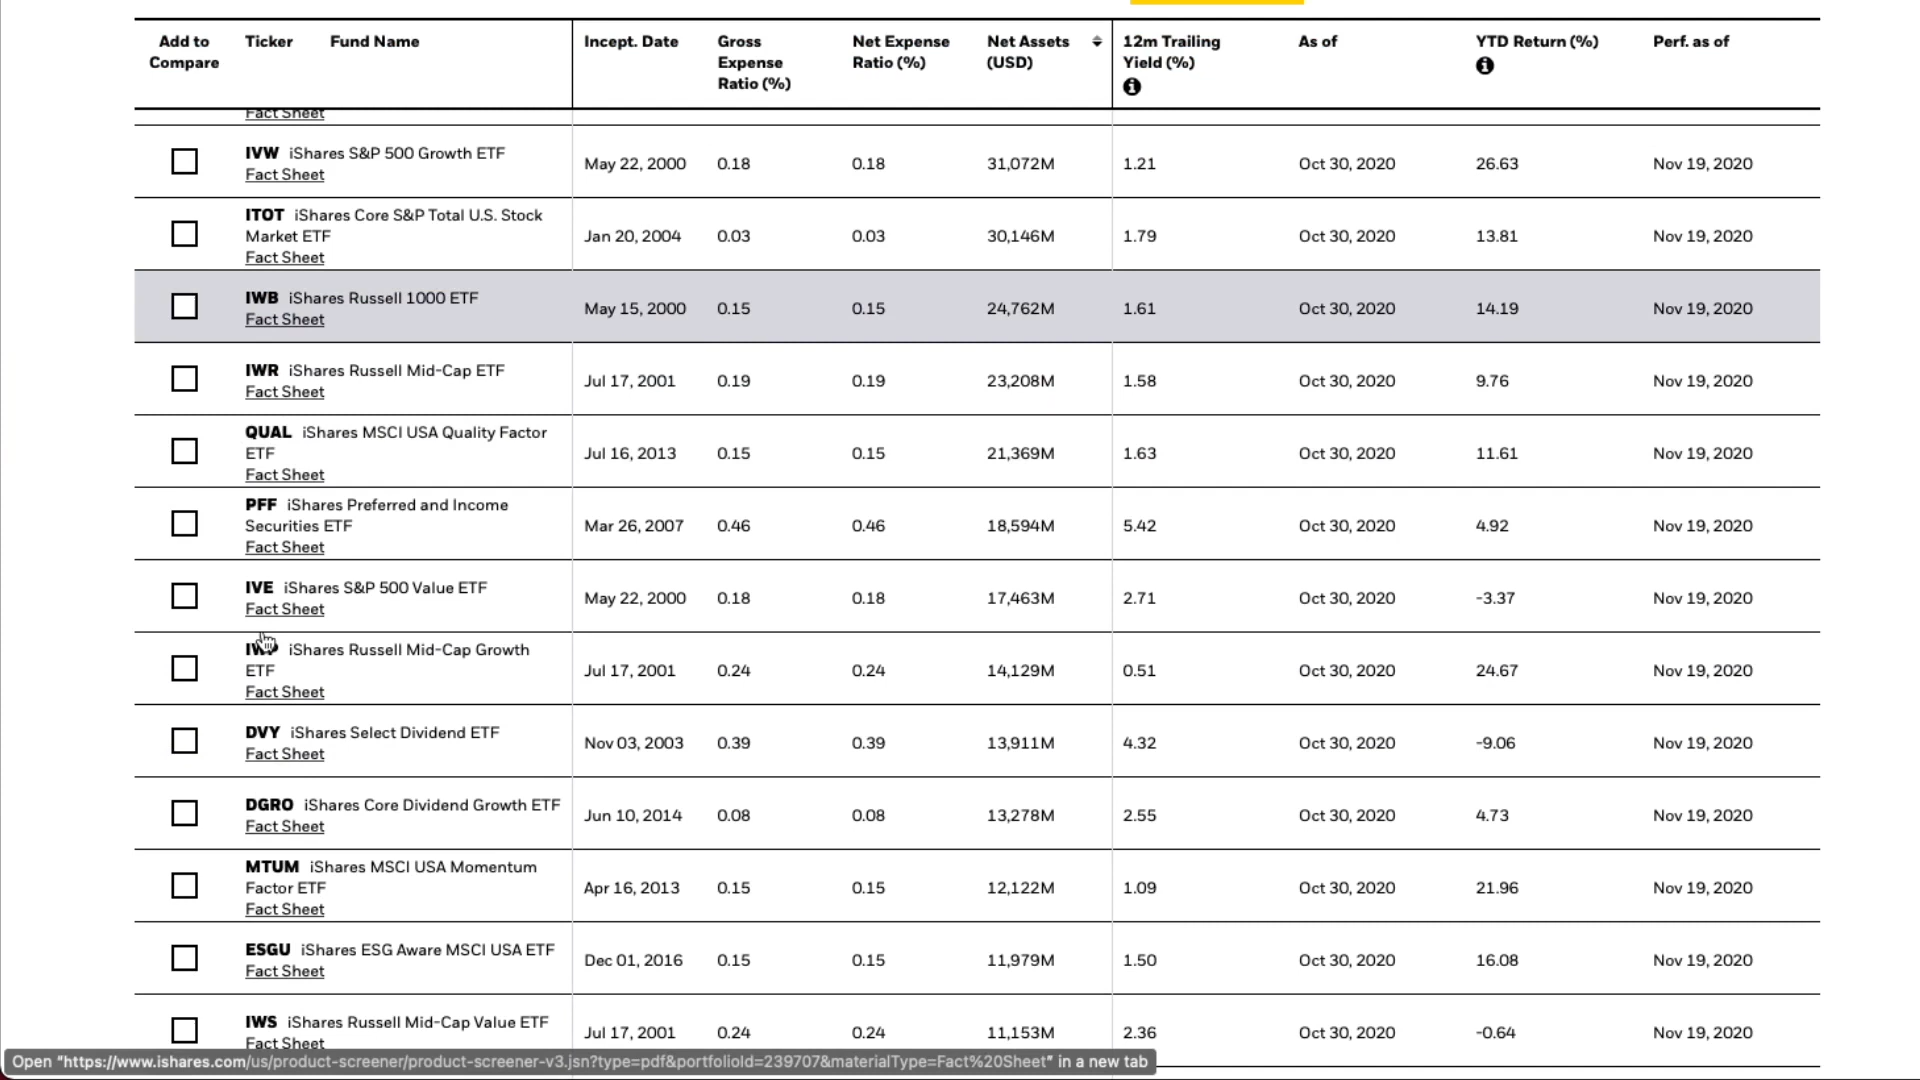 Add to Compare Ticker Fund Name Incept. Date Gross Expense Ratio (%) Net Expense Ratio (%) Net Assets (USD) 12m Trailing Yield (%) As of YTD Return (%) Perf. as of
Fact Sheet
IVW iShares S&P 500 Growth ETF
Fact Sheet
May 22, 2000 0.18 0.18 31,072M 1.21 Oct 30, 2020 26.63 Nov 19, 2020
ITOT iShares Core S&P Total U.S. Stock
Market ETF
Fact Sheet
Jan 20, 2004 0.03 0.03 30,146M 1.79 Oct 30, 2020 13.81 Nov 19, 2020
IWB iShares Russell 1000 ETF
Fact Sheet
May 15, 2000 0.15 0.15 24,762M 1.61 Oct 30, 2020 14.19 Nov 19, 2020
IWR iShares Russell Mid-Cap ETF
Fact Sheet
Jul 17, 2001 0.19 0.19 23,208M 1.58 Oct 30, 2020 9.76 Nov 19, 2020
QUAL iShares MSCI USA Quality Factor
ETF
Fact Sheet
Jul 16, 2013 0.15 0.15 21,369M 1.63 Oct 30, 2020 11.61 Nov 19, 2020
PFF iShares Preferred and Income
Securities ETF
Fact Sheet
Mar 26, 2007 0.46 0.46 18,594M 5.42 Oct 30, 2020 4.92 Nov 19, 2020
IVE iShares S&P 500 Value ETF
Fact Sheet
May 22, 2000 0.18 0.18 17,463M 2.71 Oct 30, 2020 -3.37 Nov 19, 2020
iShares Russell Mid-Cap Growth
ETF
Fact Sheet
Jul 17, 2001 0.24 0.24 14,129M 0.51 Oct 30, 2020 24.67 Nov 19, 2020
DVY iShares Select Dividend ETF
Fact Sheet
Nov 03, 2003 0.39 0.39 13,911M 4.32 Oct 30, 2020 -9.06 Nov 19, 2020
DGRO iShares Core Dividend Growth ETF
Fact Sheet
Jun 10, 2014 0.08 0.08 13,278M 2.55 Oct 30, 2020 4.73 Nov 19, 2020
MTUM iShares MSCI USA Momentum
Factor ETF
Fact Sheet
Apr 16, 2013 0.15 0.15 12,122M 1.09 Oct 30, 2020 21.96 Nov 19, 2020
ESGU iShares ESG Aware MSCI USA ETF
Fact Sheet
Dec 01, 2016 0.15 0.15 11,979M 1.50 Oct 30, 2020 16.08 Nov 19, 2020
IWS iShares Russell Mid-Cap Value ETF
Fact Sheet
Jul 17, 2001 0.24 0.24 11,153M 2.36 Oct 30, 2020 -0.64 Nov 19, 2020
Open "https://www.ishares.com/us/product-screener/product-screener-v3.jsn?type=pdf&portfolioId=239707&materialType=Fact%20Sheet" in a new tab